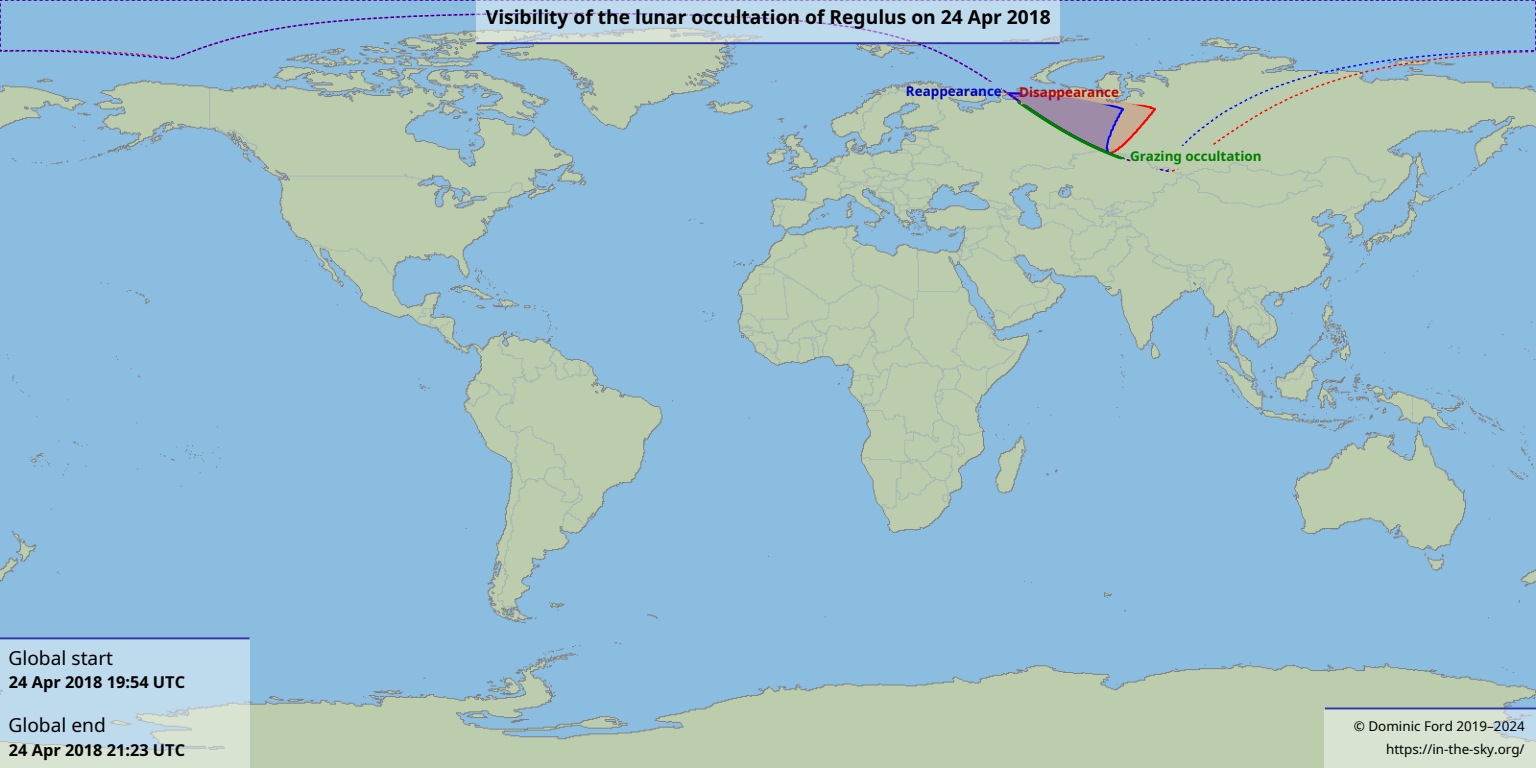 Visibility of the lunar occultation of Regulus on 24 Apr 2018
Reappearance
Disappearance
Grazing occultation
Global start
24 Apr 2018 19:54 UTC
Global end
24 Apr 2018 21:23 UTC
© Dominic Ford 2019–2024
https://in-the-sky.org/